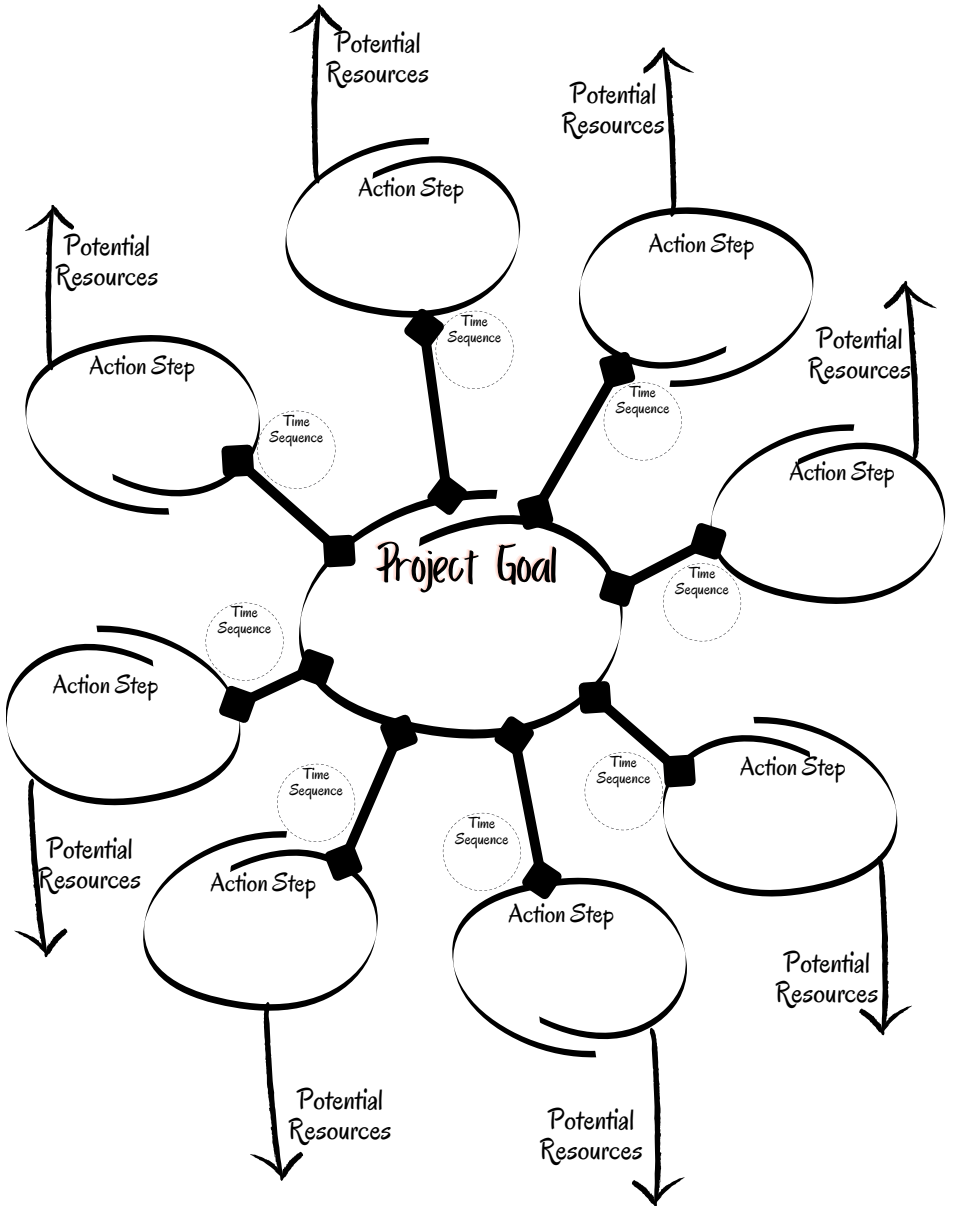 Potential
Resources
Potential
Resources
Action Step
Potential
Resources
Action Step
Time
Sequence
Potential
Resources
Action Step
Time
Sequence
Time
Sequence
Action Step
Project Goal
Time
Sequence
Time
Sequence
Action Step
Time
Sequence
Action Step
Time
Sequence
Time
Sequence
Potential
Resources
Action Step
Action Step
Potential
Resources
Potential
Resources
Potential
Resources